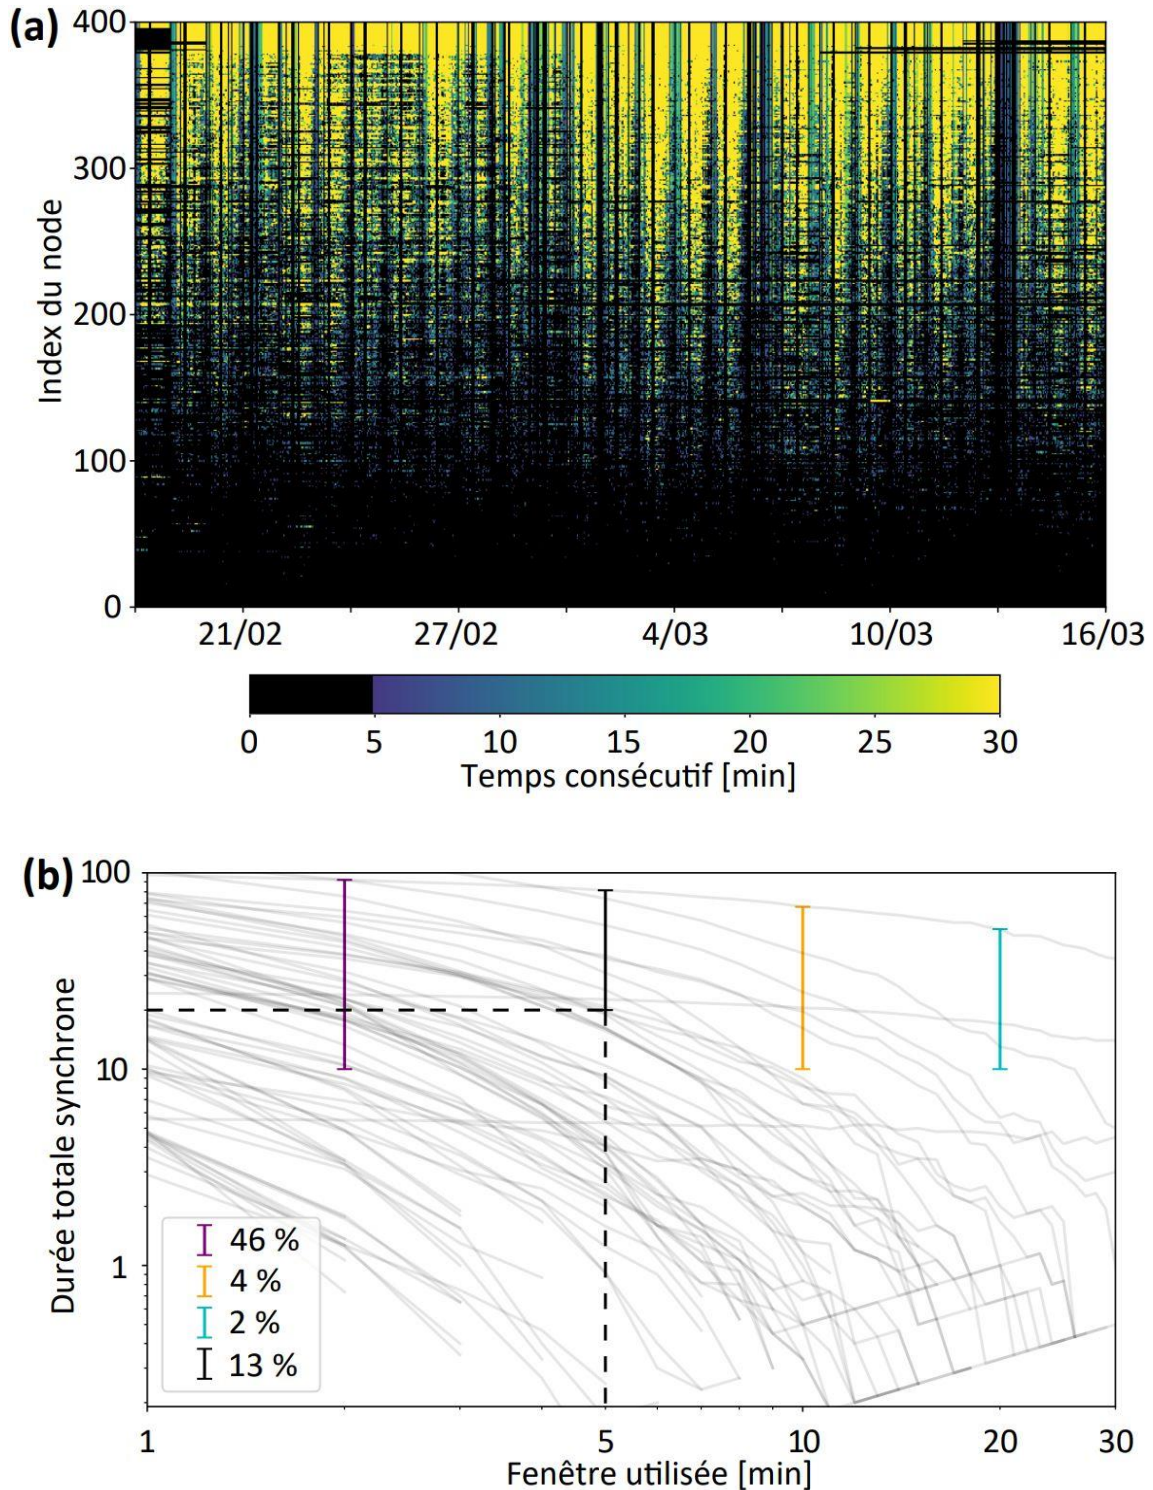 (a)
400
300
200
100
0
Index du node
21/02 27/02 4/03 10/03 16/03
0 5 10 15 20 25 30
Temps consécutif [min]
(b)
100
10
1
Durée totale synchrone
46 %
4 %
2 %
13 %
1 5 10 20 30
Fenêtre utilisée [min]